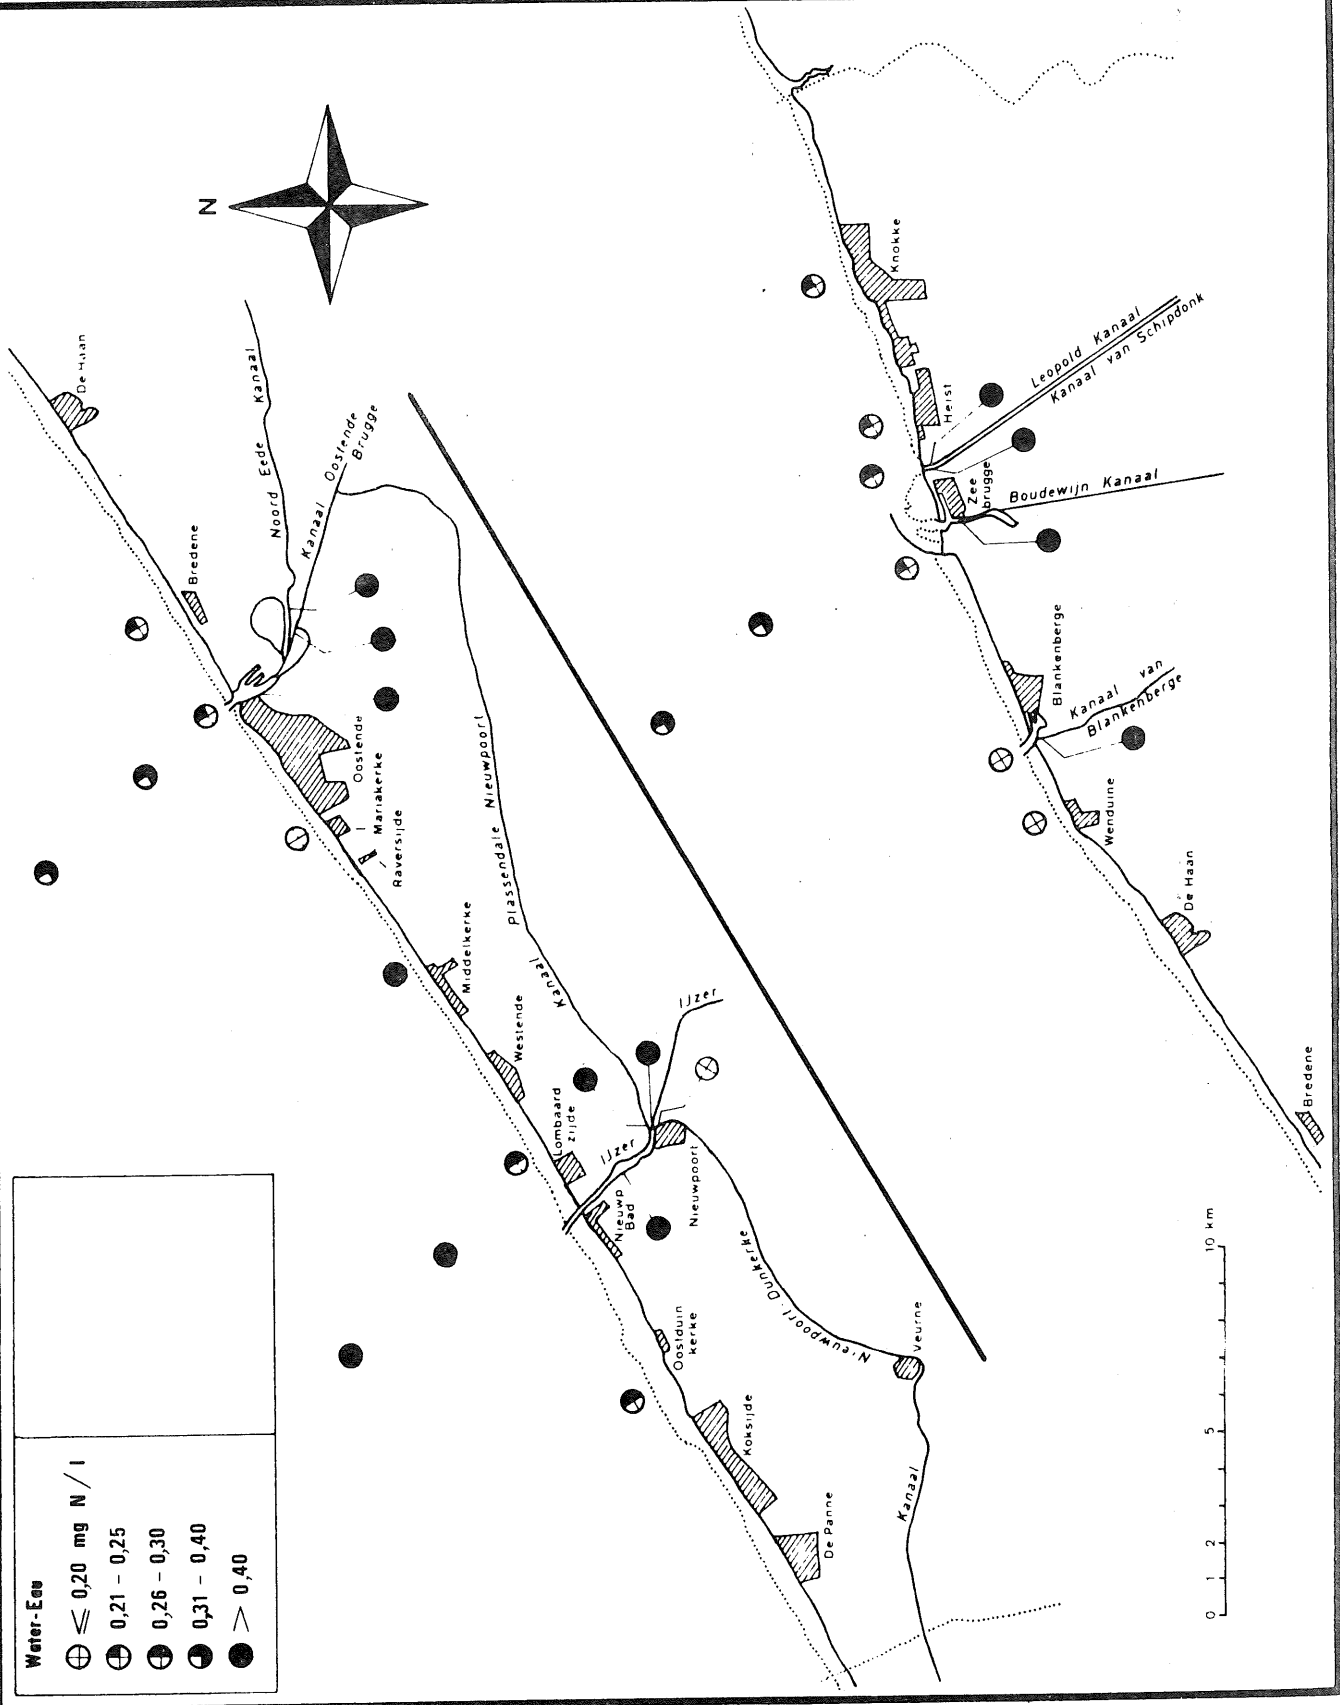 Water-Eau
≤ 0,20 mg N / l
0,21 - 0,25
0,26 - 0,30
0,31 - 0,40
> 0,40
N
De Haan
Bredene
Noord Eede Kanaal
Kanaal Oostende
Brugge
Oostende
Mariakerke
Raversijde
Middelkerke
Westende
Lombaard
zijde
Kanaal Plassendale Nieuwpoort
IJzer
IJzer
Nieuwp
Bad
Nieuwpoort
Oostduin
kerke
Koksijde
De Panne
Kanaal Nieuwpoort-Duinkerke
Veurne
Knokke
Heist
Leopold Kanaal
Kanaal van Schipdonk
Zee
brugge
Boudewijn Kanaal
Blankenberge
Kanaal van
Blankenberge
Wenduine
De Haan
Bredene
0 1 2 5 10 km